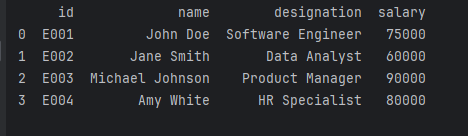 id name designation salary
0 E001 John Doe Software Engineer 75000
1 E002 Jane Smith Data Analyst 60000
2 E003 Michael Johnson Product Manager 90000
3 E004 Amy White HR Specialist 80000